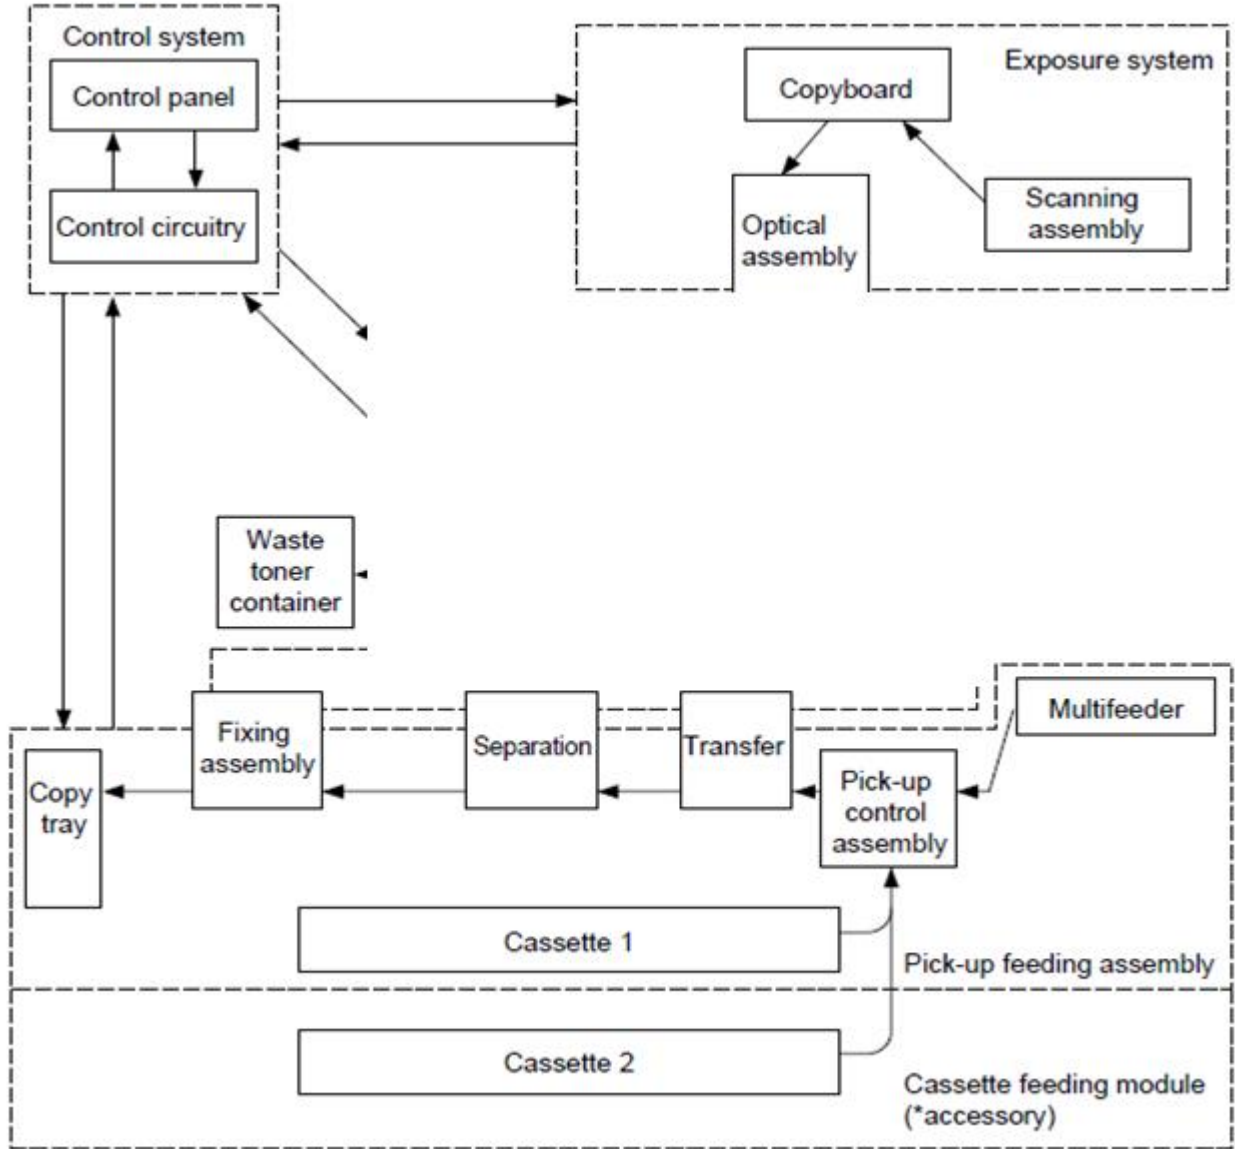 Control system
Control panel
Control circuitry
Exposure system
Copyboard
Scanning
assembly
Optical
assembly
Waste
toner
container
Multifeeder
Fixing
assembly
Separation
Transfer
Pick-up
control
assembly
Copy
tray
Cassette 1
Pick-up feeding assembly
Cassette 2
Cassette feeding module
(*accessory)